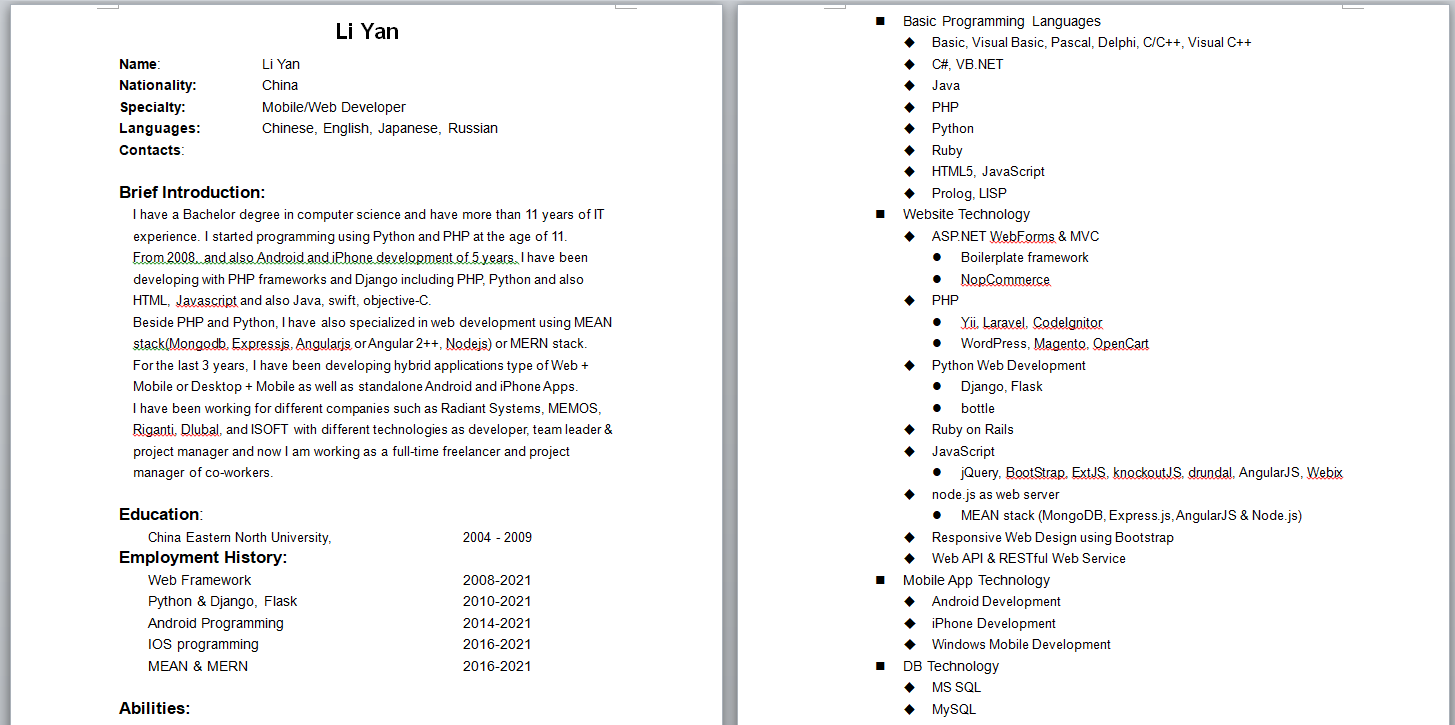 Li Yan
Name: Li Yan
Nationality: China
Specialty: Mobile/Web Developer
Languages: Chinese, English, Japanese, Russian
Contacts:
Brief Introduction:
I have a Bachelor degree in computer science and have more than 11 years of IT
experience. I started programming using Python and PHP at the age of 11.
From 2008, and also Android and iPhone development of 5 years. I have been
developing with PHP frameworks and Django including PHP, Python and also
HTML, Javascript and also Java, swift, objective-C.
Beside PHP and Python, I have also specialized in web development using MEAN
stack(Mongodb, Expressjs, Angularjs or Angular 2++, Nodejs) or MERN stack.
For the last 3 years, I have been developing hybrid applications type of Web +
Mobile or Desktop + Mobile as well as standalone Android and iPhone Apps.
I have been working for different companies such as Radiant Systems, MEMOS,
Riganti, Dlubal, and ISOFT with different technologies as developer, team leader &
project manager and now I am working as a full-time freelancer and project
manager of co-workers.
Education:
China Eastern North University, 2004 - 2009
Employment History:
Web Framework 2008-2021
Python & Django, Flask 2010-2021
Android Programming 2014-2021
IOS programming 2016-2021
MEAN & MERN 2016-2021
Abilities:
■ Basic Programming Languages
◆ Basic, Visual Basic, Pascal, Delphi, C/C++, Visual C++
◆ C#, VB.NET
◆ Java
◆ PHP
◆ Python
◆ Ruby
◆ HTML5, JavaScript
◆ Prolog, LISP
■ Website Technology
◆ ASP.NET WebForms & MVC
● Boilerplate framework
● NopCommerce
◆ PHP
● Yii, Laravel, CodeIgnitor
● WordPress, Magento, OpenCart
◆ Python Web Development
● Django, Flask
● bottle
◆ Ruby on Rails
◆ JavaScript
● jQuery, BootStrap, ExtJS, knockoutJS, drundal, AngularJS, Webix
◆ node.js as web server
● MEAN stack (MongoDB, Express.js, AngularJS & Node.js)
◆ Responsive Web Design using Bootstrap
◆ Web API & RESTful Web Service
■ Mobile App Technology
◆ Android Development
◆ iPhone Development
◆ Windows Mobile Development
■ DB Technology
◆ MS SQL
◆ MySQL